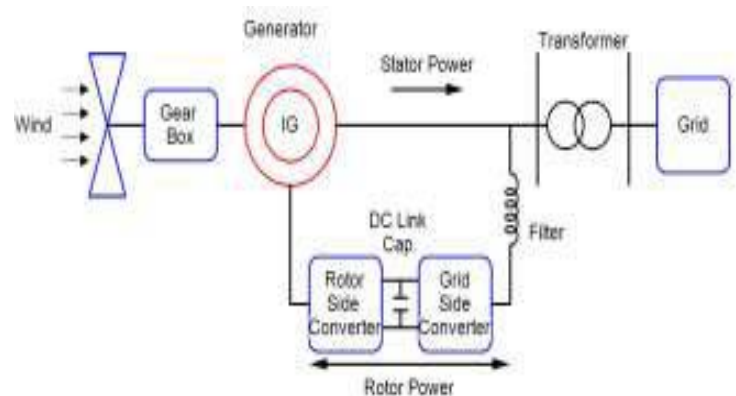 Generator
Stator Power
Transformer
Wind
Gear
Box
IG
Grid
DC Link
Cap.
Filter
Rotor
Side
Converter
Grid
Side
Converter
Rotor Power